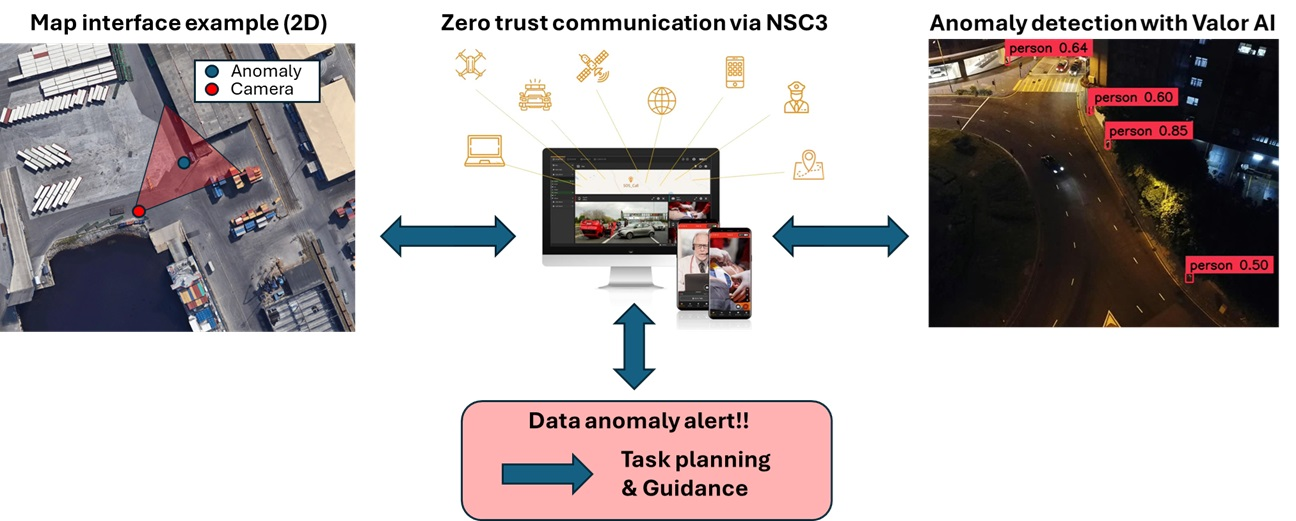 Map interface example (2D)
Anomaly
Camera
Zero trust communication via NSC3
Anomaly detection with Valor AI
person 0.64
person 0.60
person 0.85
person 0.50
Data anomaly alert!!
Task planning
& Guidance